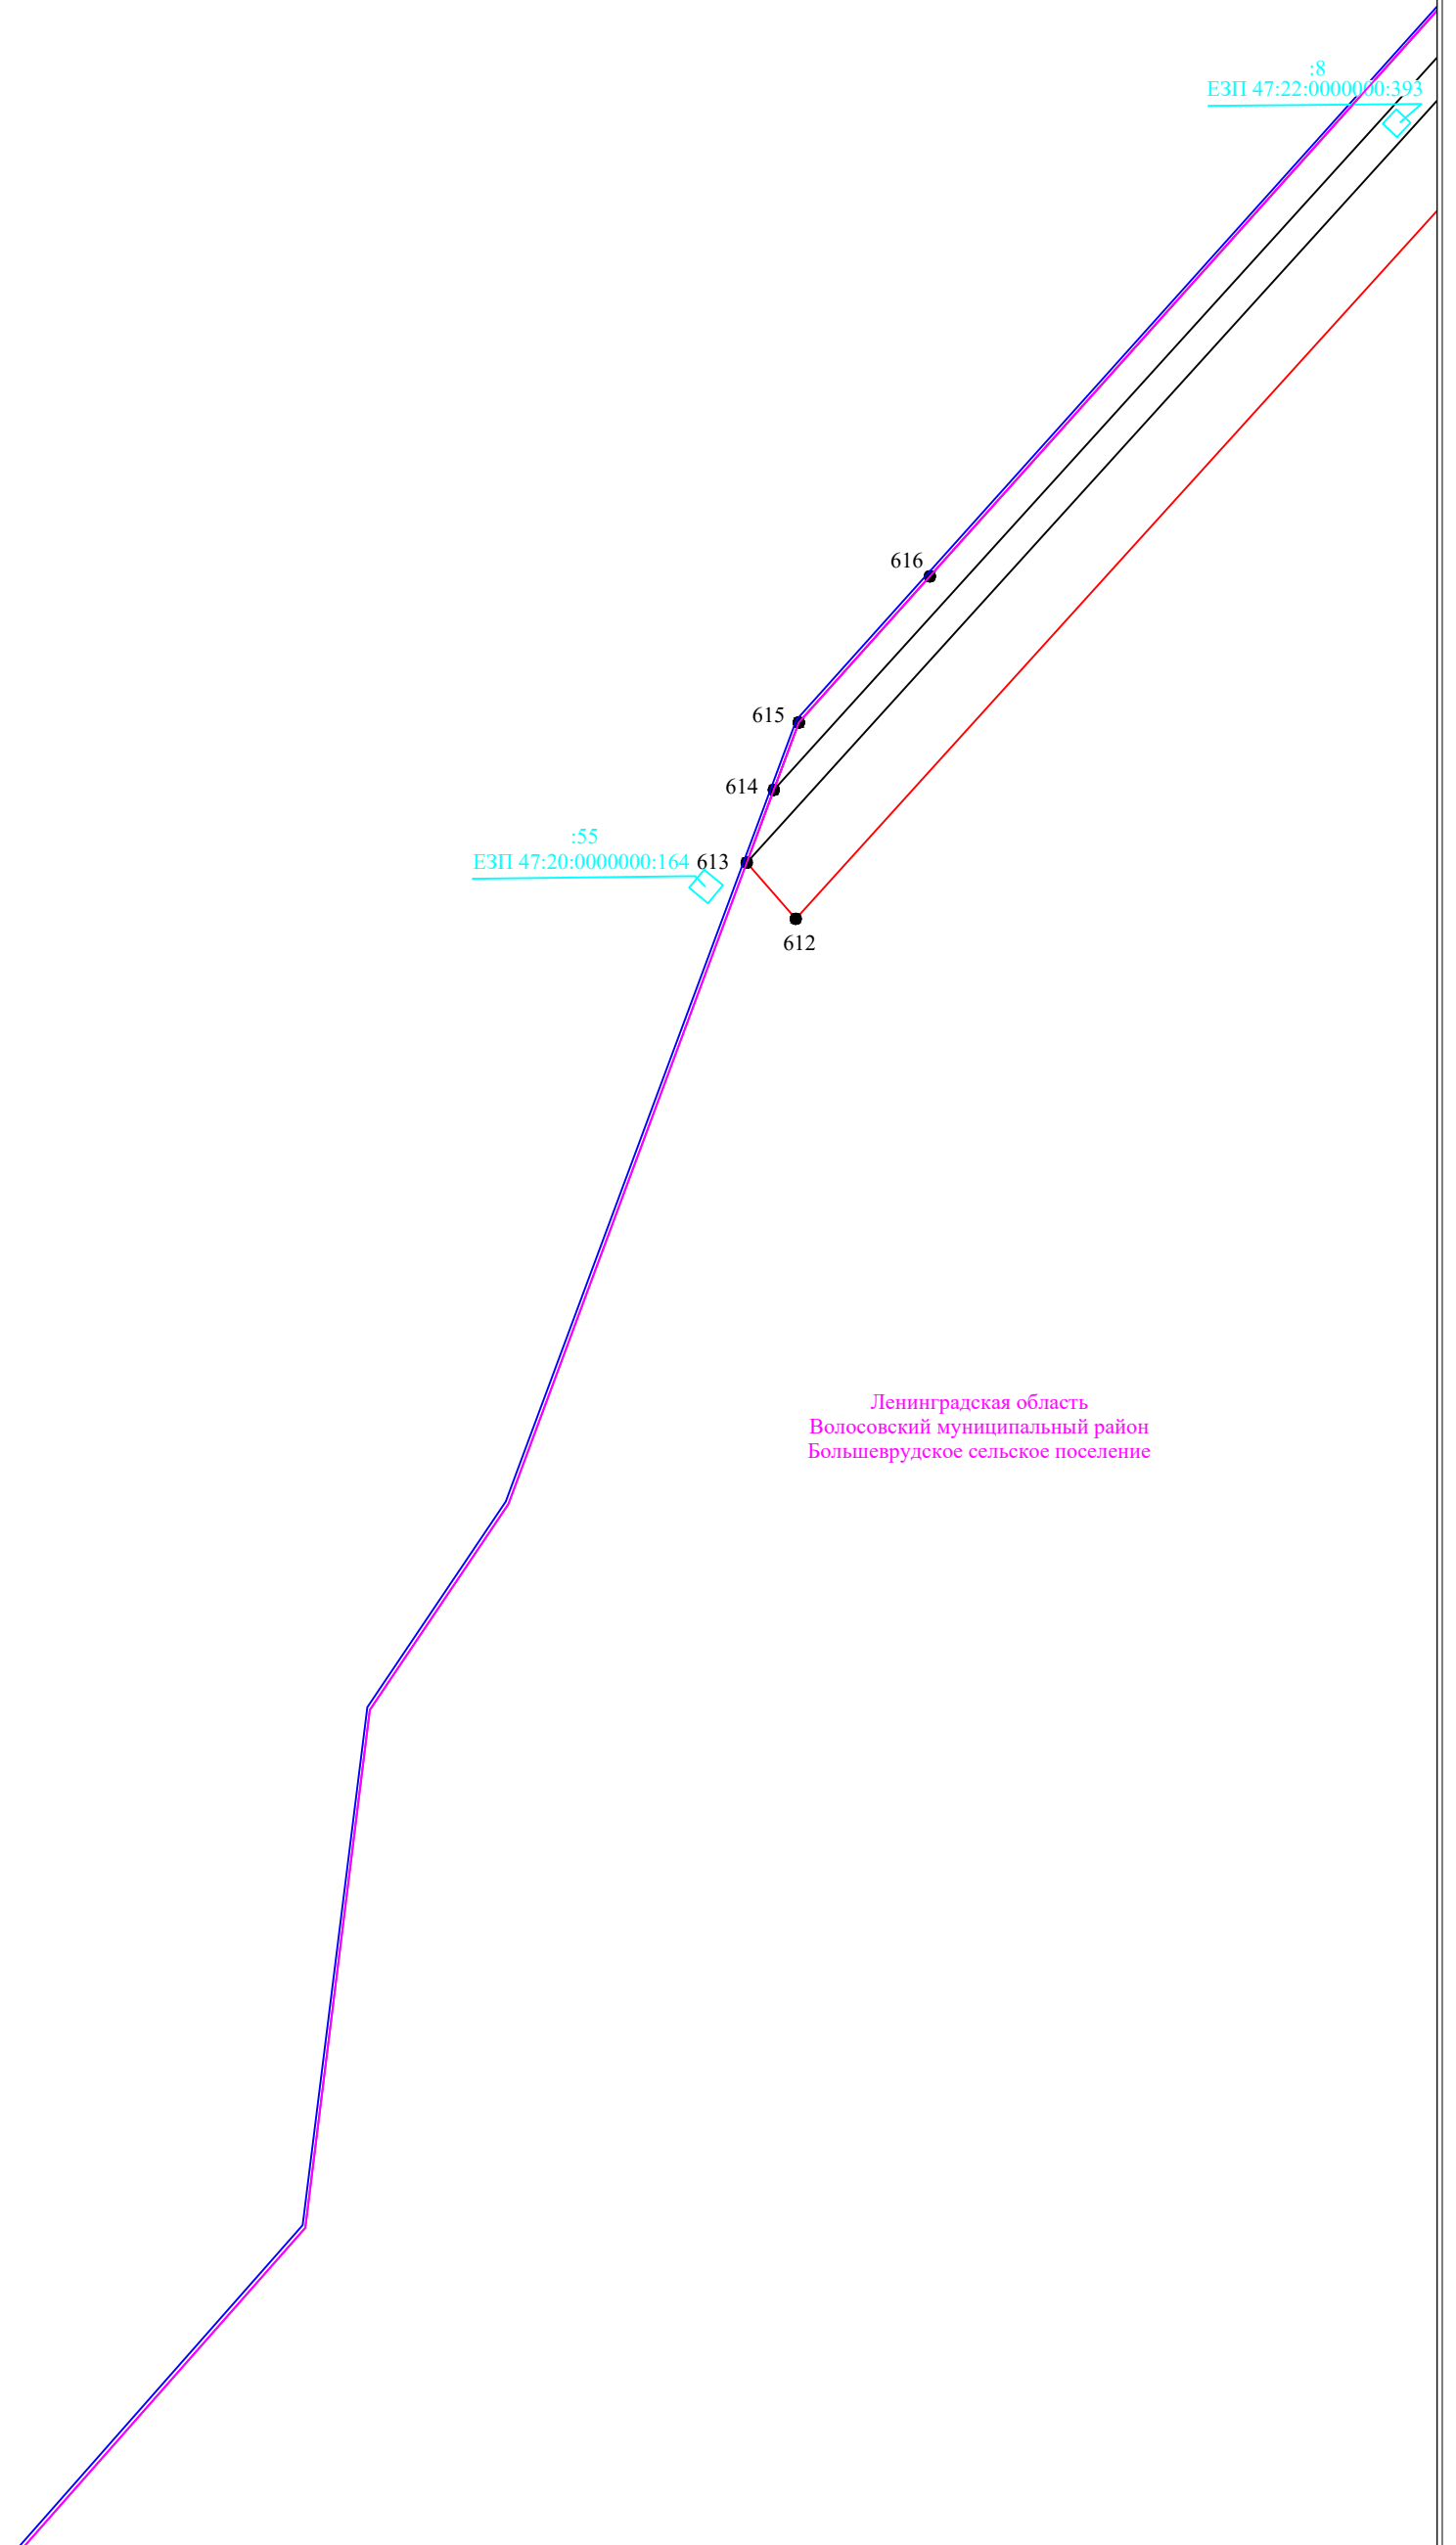 :8
ЕЗП 47:22:0000000:393
616
615
614
:55
ЕЗП 47:20:0000000:164
613
612
Ленинградская область
Волосовский муниципальный район
Большеврудское сельское поселение